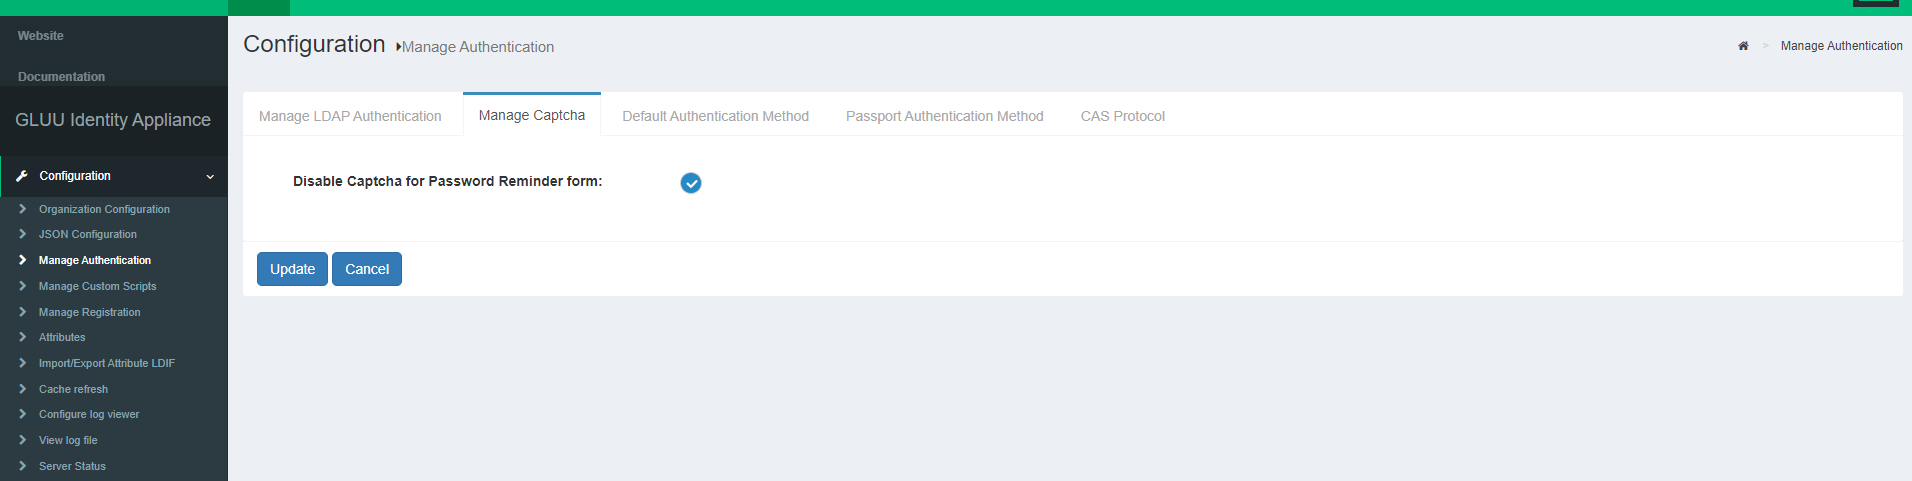 Website
Documentation
GLUU Identity Appliance
Configuration
Organization Configuration
JSON Configuration
Manage Authentication
Manage Custom Scripts
Manage Registration
Attributes
Import/Export Attribute LDIF
Cache refresh
Configure log viewer
View log file
Server Status
Configuration Manage Authentication
> Manage Authentication
Manage LDAP Authentication Manage Captcha Default Authentication Method Passport Authentication Method CAS Protocol
Disable Captcha for Password Reminder form:
Update Cancel